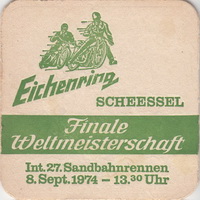 Eichenring
SCHEESSEL
Finale
Weltmeisterschaft
Int. 27. Sandbahnrennen
8. Sept. 1974 – 13.30 Uhr